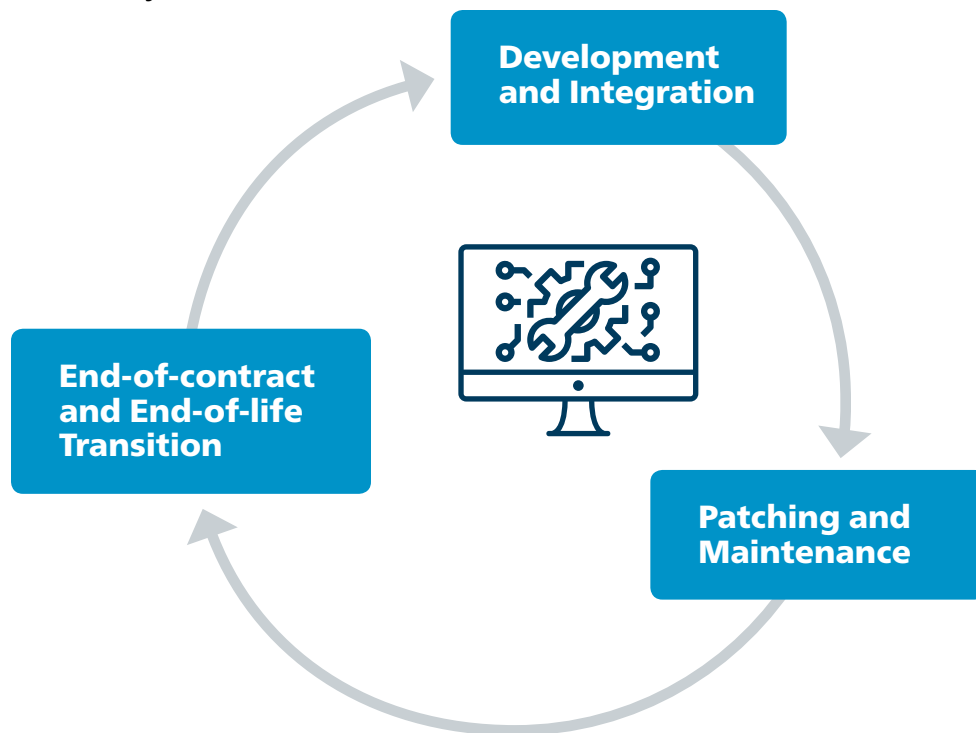 Development
and Integration
End-of-contract
and End-of-life
Transition
Patching and
Maintenance